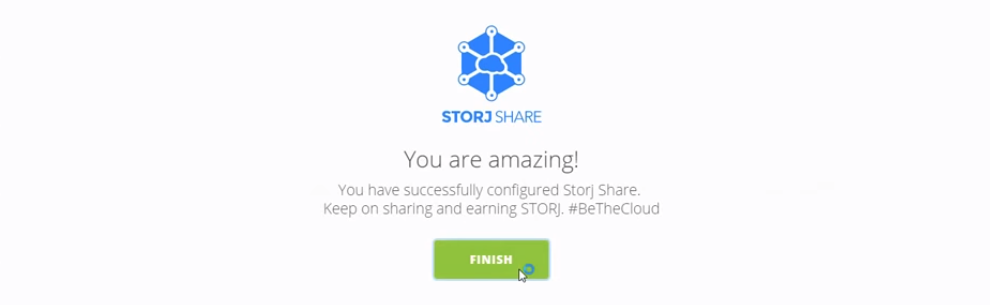 STORJ SHARE
You are amazing!
You have successfully configured Storj Share.
Keep on sharing and earning STORJ. #BeTheCloud
FINISH